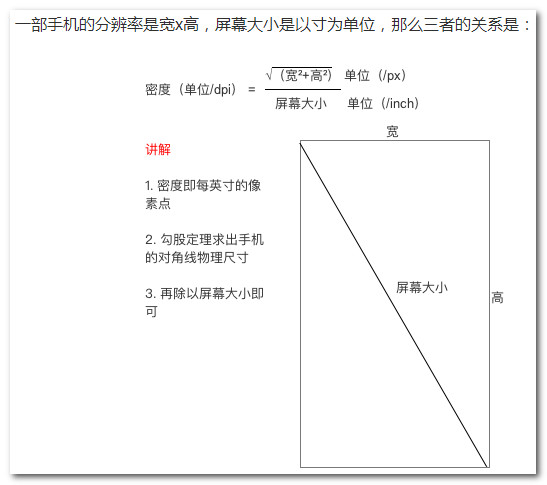 一部手机的分辨率是宽x高，屏幕大小是以寸为单位，那么三者的关系是：
密度（单位/dpi） = √（宽²+高²） 单位（/px）
屏幕大小 单位（/inch）
宽
讲解
1. 密度即每英寸的像
素点
2. 勾股定理求出手机
的对角线物理尺寸
屏幕大小
高
3. 再除以屏幕大小即
可